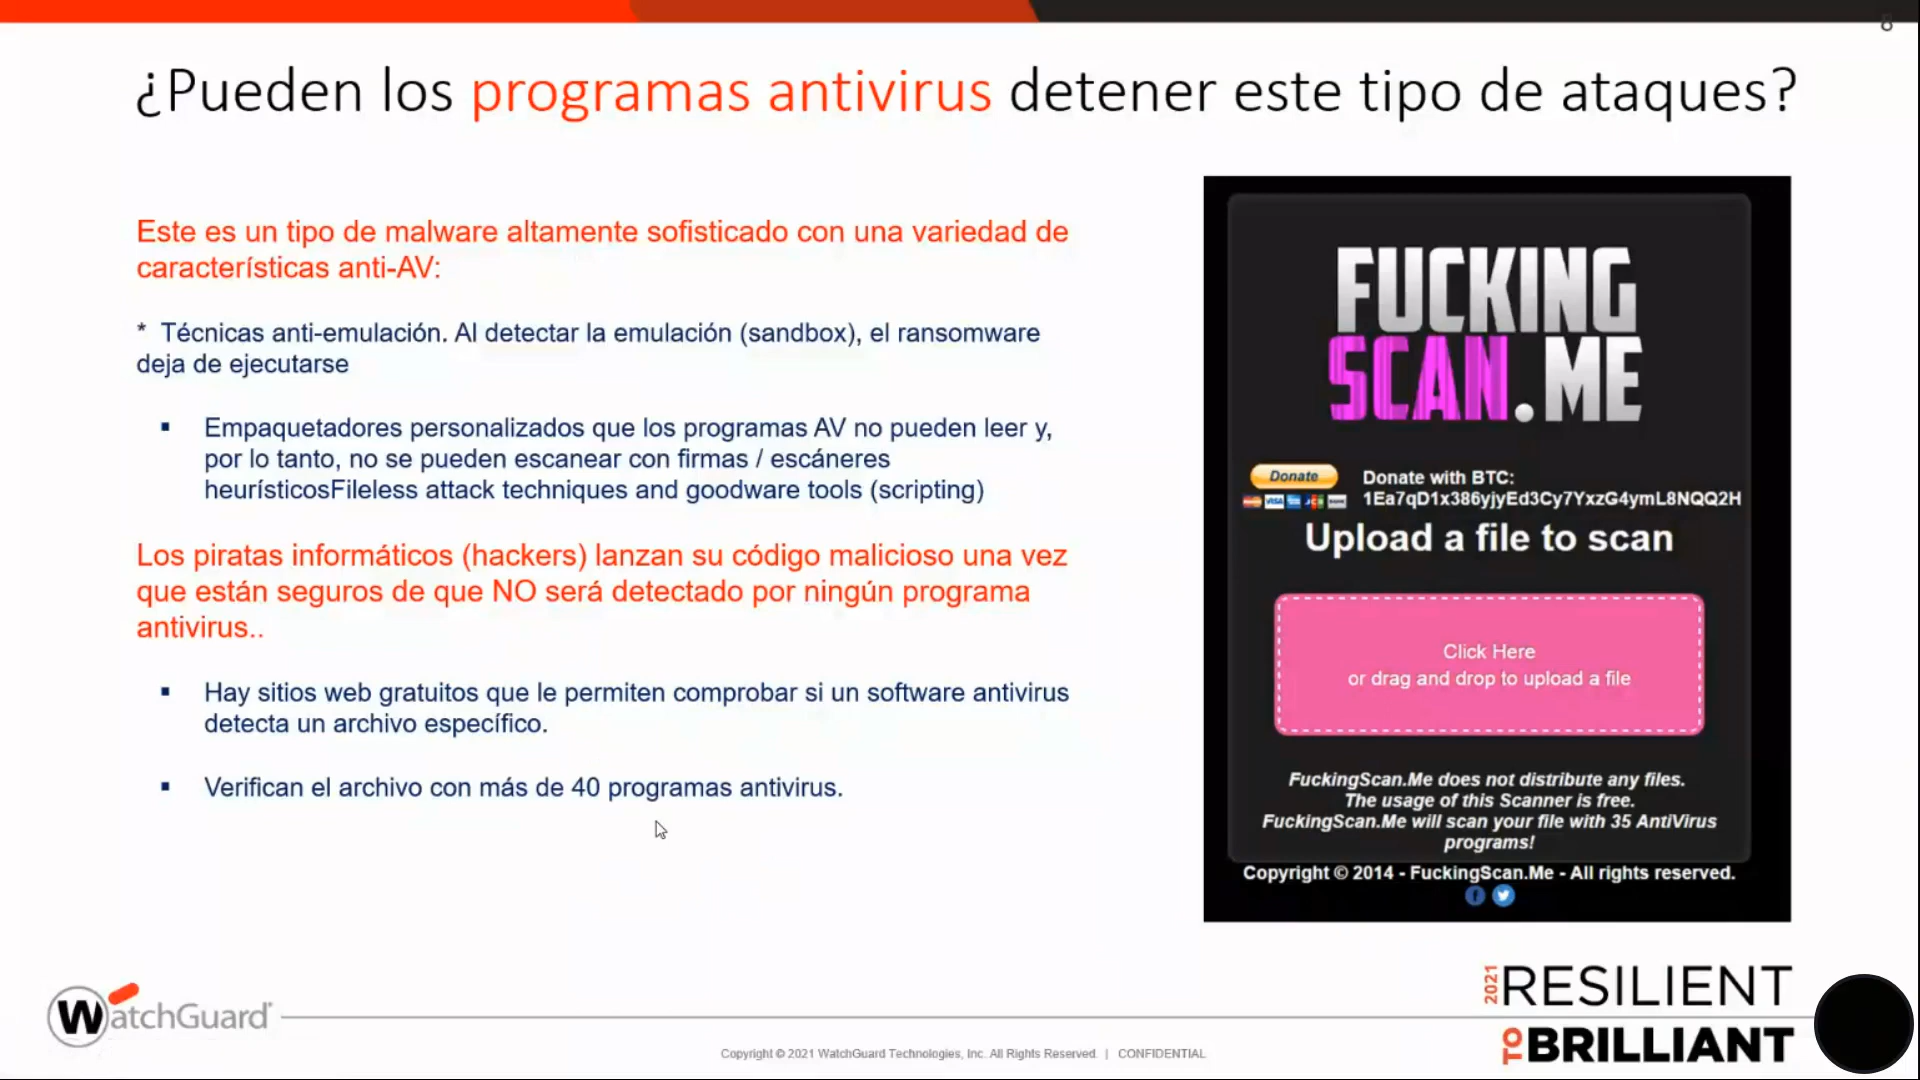 8
¿Pueden los programas antivirus detener este tipo de ataques?
Este es un tipo de malware altamente sofisticado con una variedad de
características anti-AV:
* Técnicas anti-emulación. Al detectar la emulación (sandbox), el ransomware
deja de ejecutarse
▪ Empaquetadores personalizados que los programas AV no pueden leer y,
por lo tanto, no se pueden escanear con firmas / escáneres
heurísticosFileless attack techniques and goodware tools (scripting)
Los piratas informáticos (hackers) lanzan su código malicioso una vez
que están seguros de que NO será detectado por ningún programa
antivirus..
▪ Hay sitios web gratuitos que le permiten comprobar si un software antivirus
detecta un archivo específico.
▪ Verifican el archivo con más de 40 programas antivirus.
FUCKING
SCAN.ME
Donate
VISA
Donate with BTC:
1Ea7qD1x386yjyEd3Cy7YxzG4ymL8NQQ2H
Upload a file to scan
Click Here
or drag and drop to upload a file
FuckingScan.Me does not distribute any files.
The usage of this Scanner is free.
FuckingScan.Me will scan your file with 35 AntiVirus
programs!
Copyright © 2014 - FuckingScan.Me - All rights reserved.
WatchGuard
Copyright © 2021 WatchGuard Technologies, Inc. All Rights Reserved. | CONFIDENTIAL
2021 RESILIENT
TO BRILLIANT